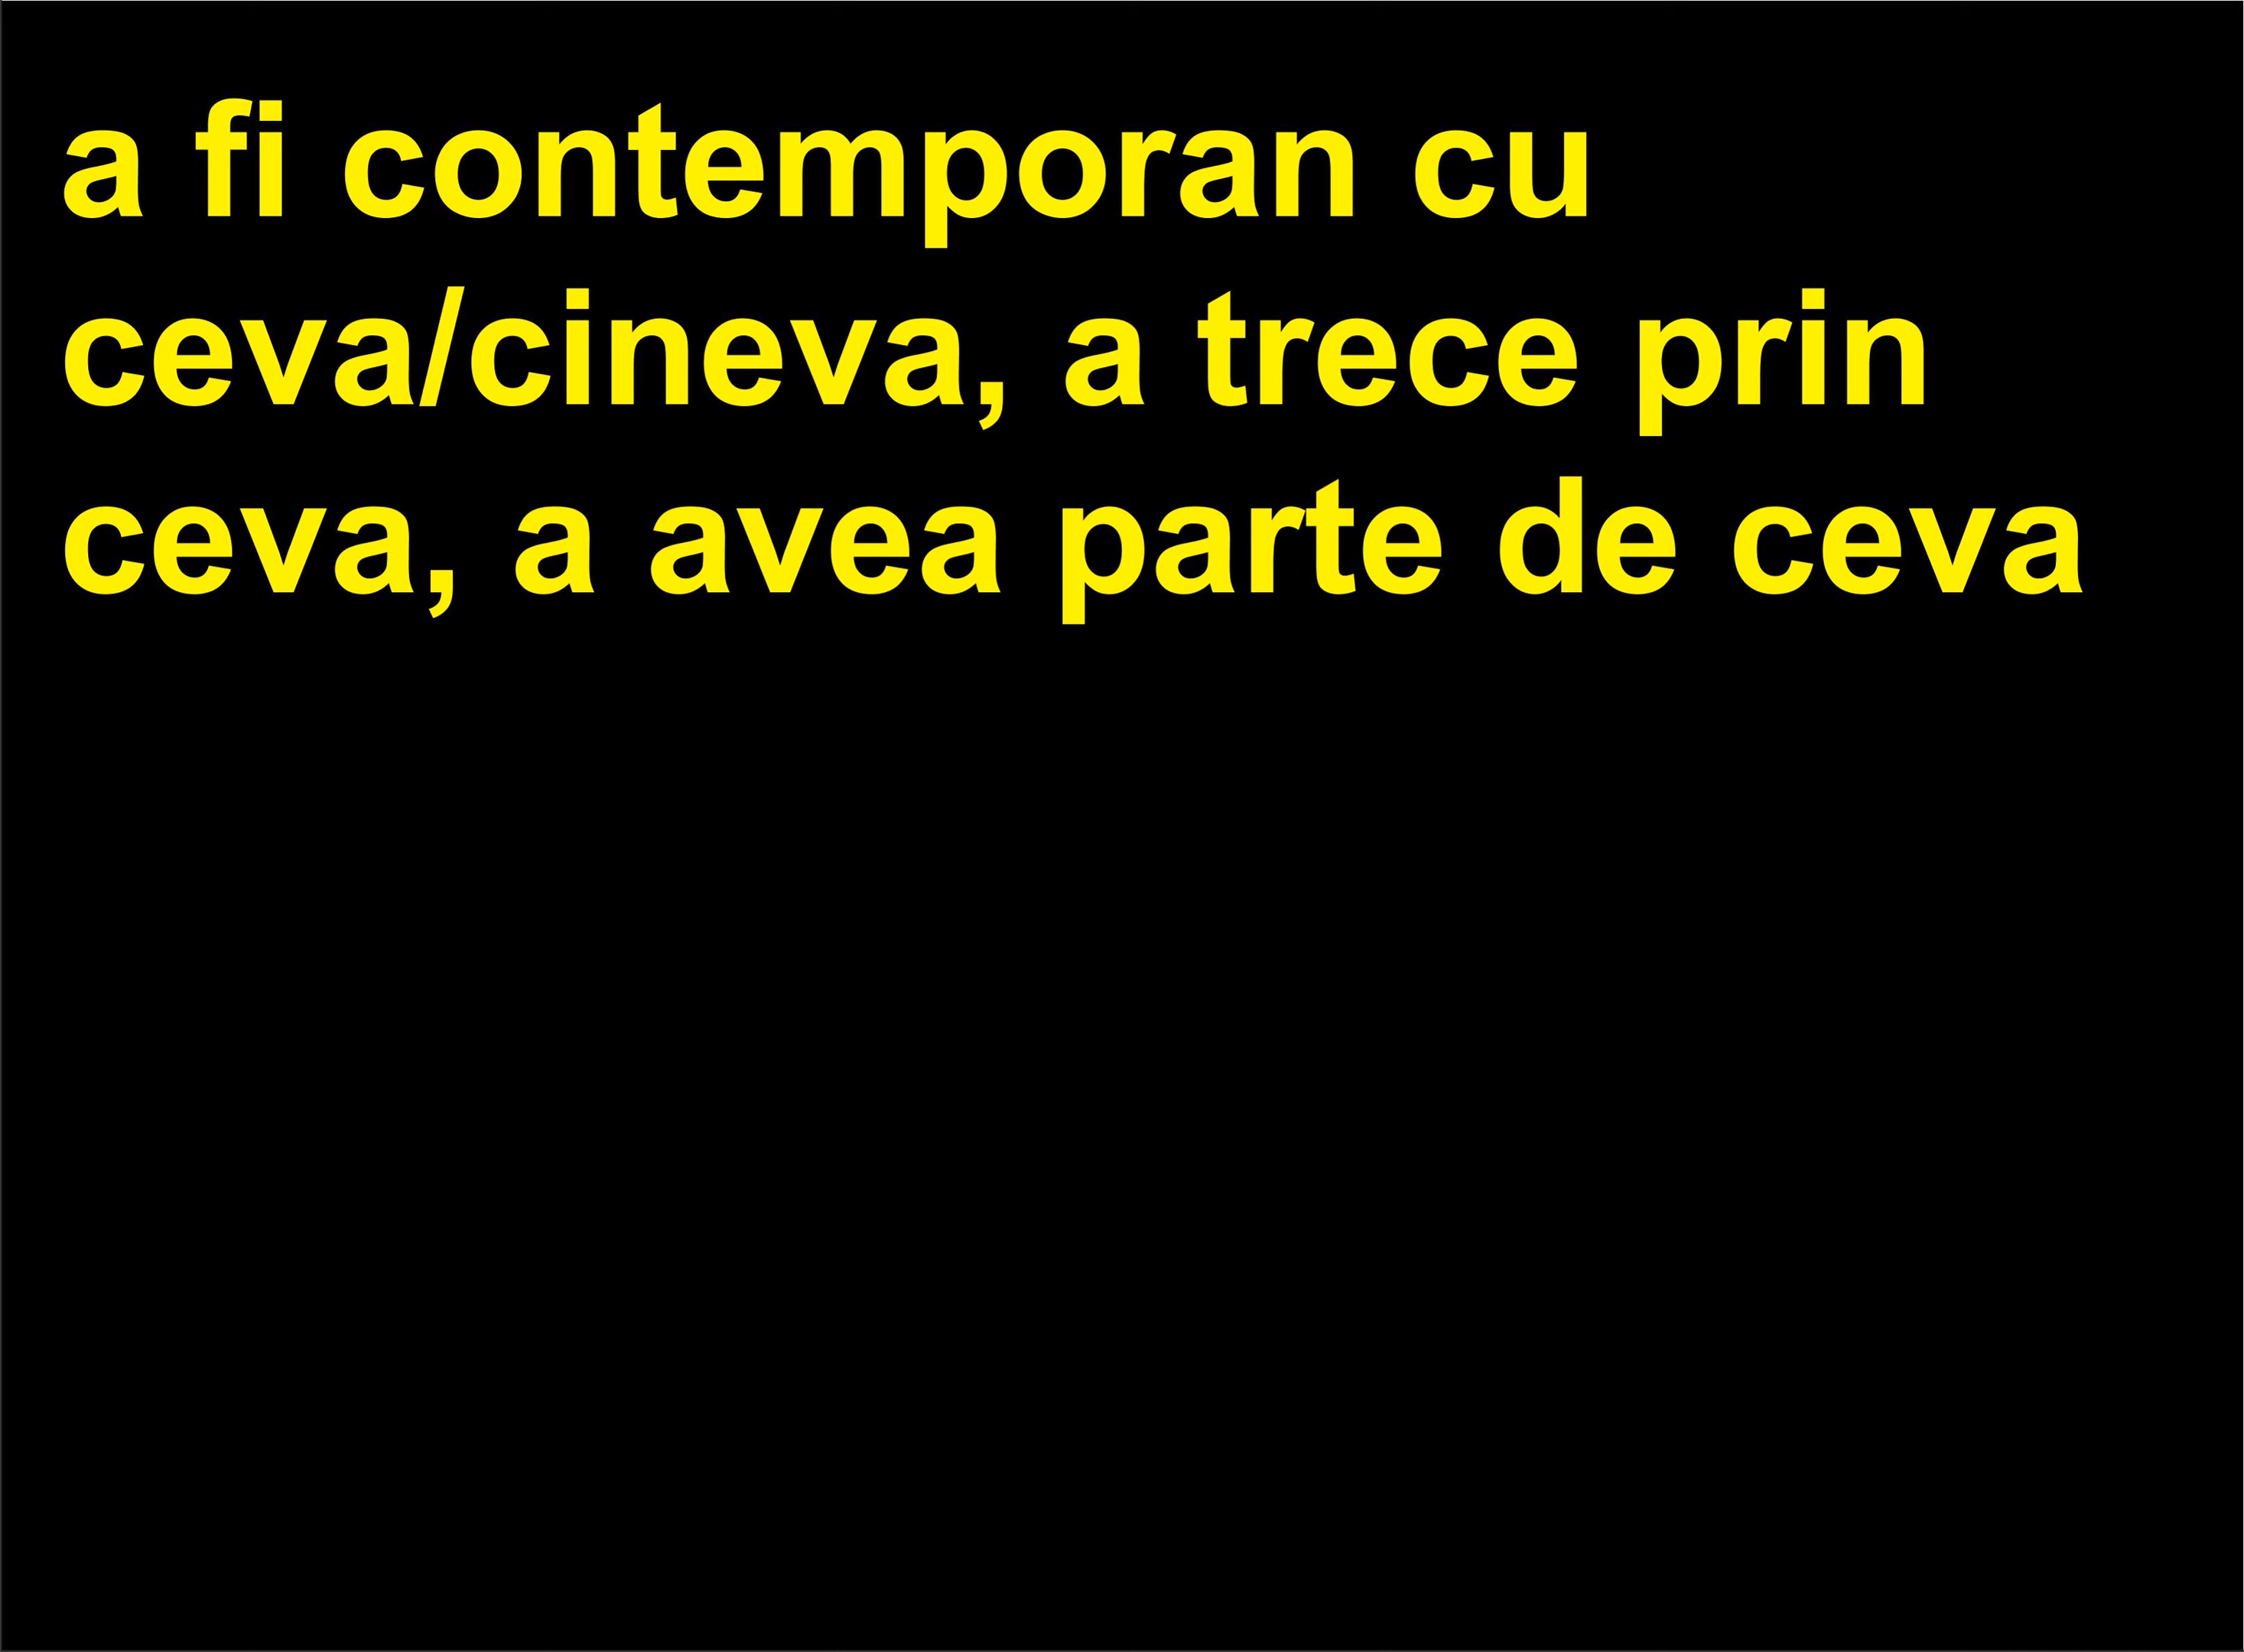 a fi contemporan cu
ceva/cineva, a trece prin
ceva, a avea parte de ceva